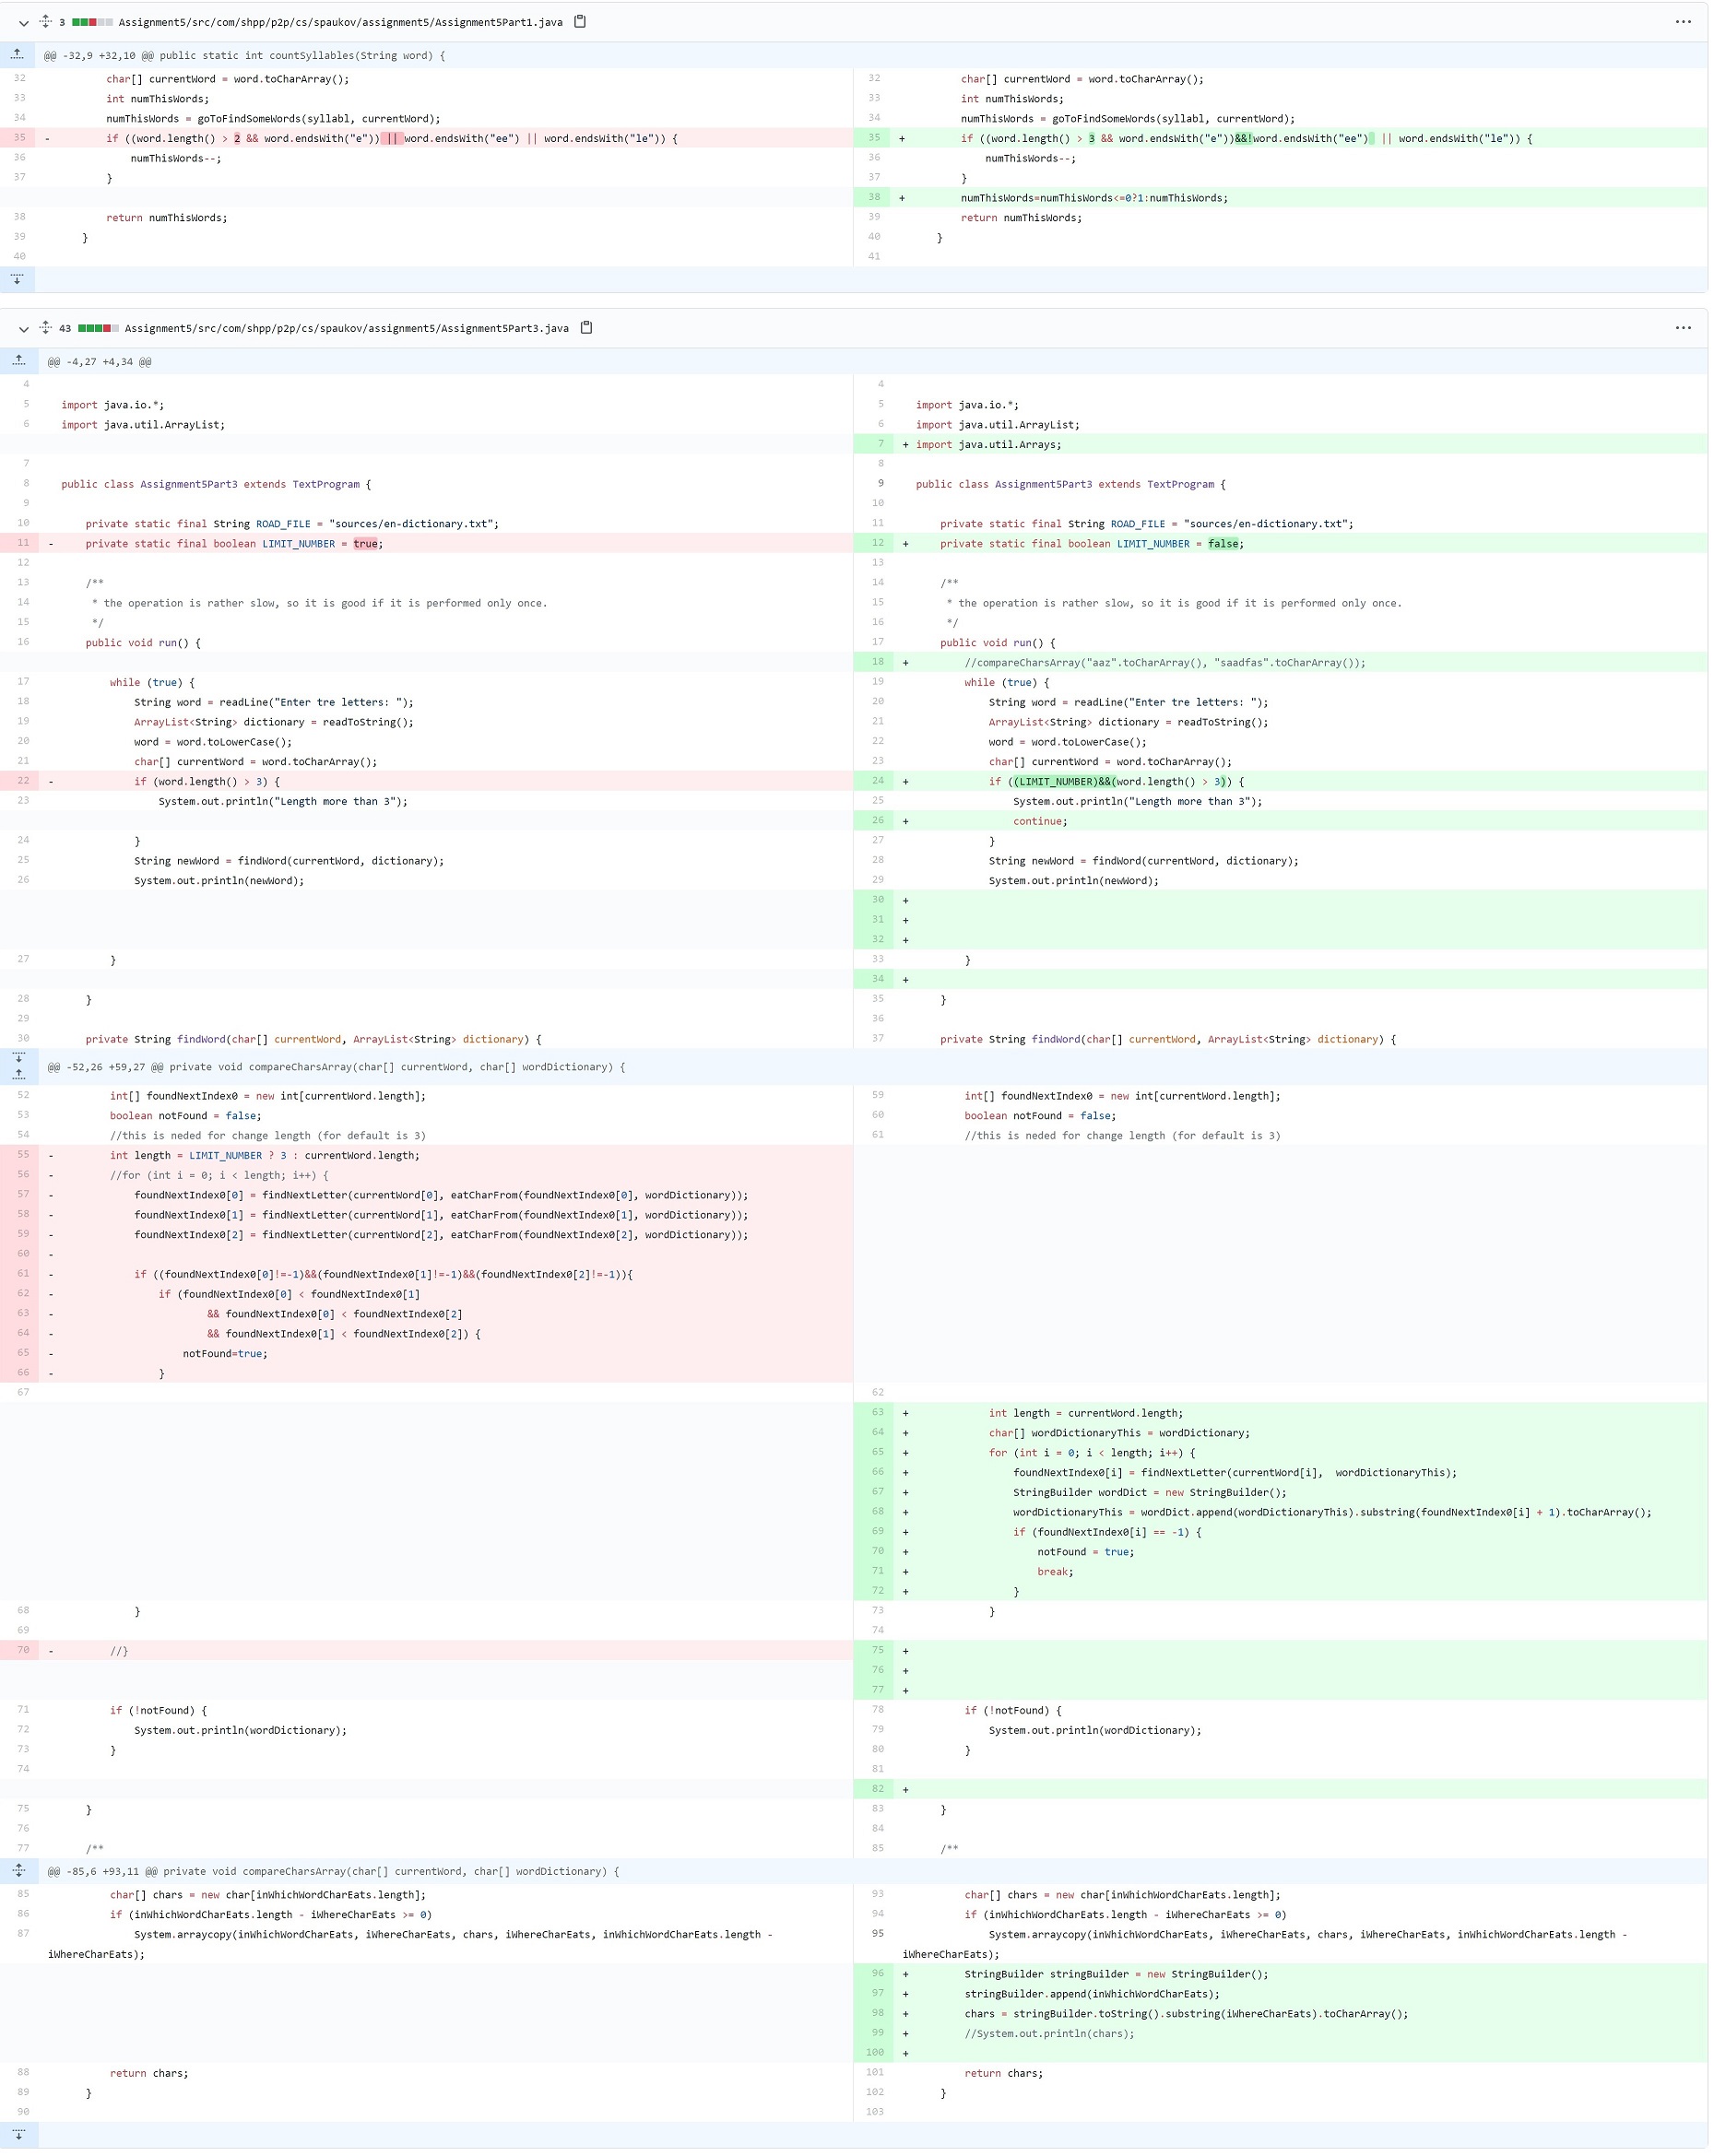 3 Assignment5/src/com/shpp/p2p/cs/spaukov/assignment5/Assignment5Part1.java ...
@@ -32,9 +32,10 @@ public static int countSyllables(String word) {
32 char[] currentWord = word.toCharArray(); 32 char[] currentWord = word.toCharArray();
33 int numThisWords; 33 int numThisWords;
34 numThisWords = goToFindSomeWords(syllabl, currentWord); 34 numThisWords = goToFindSomeWords(syllabl, currentWord);
35 - if ((word.length() > 2 && word.endsWith("e")) || word.endsWith("ee") || word.endsWith("le")) { 35 + if ((word.length() > 3 && word.endsWith("e"))&&!word.endsWith("ee") || word.endsWith("le")) {
36 numThisWords--; 36 numThisWords--;
37 } 37 }
38 + numThisWords=numThisWords<=0?1:numThisWords;
38 return numThisWords; 39 return numThisWords;
39 } 40 }
40 41
43 Assignment5/src/com/shpp/p2p/cs/spaukov/assignment5/Assignment5Part3.java ...
@@ -4,27 +4,34 @@
4 4
5 import java.io.*; 5 import java.io.*;
6 import java.util.ArrayList; 6 import java.util.ArrayList;
7 + import java.util.Arrays;
7 8
8 public class Assignment5Part3 extends TextProgram { 9 public class Assignment5Part3 extends TextProgram {
9 10
10 private static final String ROAD_FILE = "sources/en-dictionary.txt"; 11 private static final String ROAD_FILE = "sources/en-dictionary.txt";
11 - private static final boolean LIMIT_NUMBER = true; 12 + private static final boolean LIMIT_NUMBER = false;
12 13
13 /** 14 /**
14 * the operation is rather slow, so it is good if it is performed only once. 15 * the operation is rather slow, so it is good if it is performed only once.
15 */ 16 */
16 public void run() { 17 public void run() {
18 + //compareCharsArray("aaz".toCharArray(), "saadfas".toCharArray());
17 while (true) { 19 while (true) {
18 String word = readLine("Enter tre letters: "); 20 String word = readLine("Enter tre letters: ");
19 ArrayList<String> dictionary = readToString(); 21 ArrayList<String> dictionary = readToString();
20 word = word.toLowerCase(); 22 word = word.toLowerCase();
21 char[] currentWord = word.toCharArray(); 23 char[] currentWord = word.toCharArray();
22 - if (word.length() > 3) { 24 + if ((LIMIT_NUMBER)&&(word.length() > 3)) {
23 System.out.println("Length more than 3"); 25 System.out.println("Length more than 3");
26 + continue;
24 } 27 }
25 String newWord = findWord(currentWord, dictionary); 28 String newWord = findWord(currentWord, dictionary);
26 System.out.println(newWord); 29 System.out.println(newWord);
30 +
31 +
32 +
27 } 33 }
34 +
28 } 35 }
29 36
30 private String findWord(char[] currentWord, ArrayList<String> dictionary) { 37 private String findWord(char[] currentWord, ArrayList<String> dictionary) {
@@ -52,26 +59,27 @@ private void compareCharsArray(char[] currentWord, char[] wordDictionary) {
52 int[] foundNextIndex0 = new int[currentWord.length]; 59 int[] foundNextIndex0 = new int[currentWord.length];
53 boolean notFound = false; 60 boolean notFound = false;
54 //this is neded for change length (for default is 3) 61 //this is neded for change length (for default is 3)
55 - int length = LIMIT_NUMBER ? 3 : currentWord.length;
56 - //for (int i = 0; i < length; i++) {
57 - foundNextIndex0[0] = findNextLetter(currentWord[0], eatCharFrom(foundNextIndex0[0], wordDictionary));
58 - foundNextIndex0[1] = findNextLetter(currentWord[1], eatCharFrom(foundNextIndex0[1], wordDictionary));
59 - foundNextIndex0[2] = findNextLetter(currentWord[2], eatCharFrom(foundNextIndex0[2], wordDictionary));
60 -
61 - if ((foundNextIndex0[0]!=-1)&&(foundNextIndex0[1]!=-1)&&(foundNextIndex0[2]!=-1)){
62 - if (foundNextIndex0[0] < foundNextIndex0[1]
63 - && foundNextIndex0[0] < foundNextIndex0[2]
64 - && foundNextIndex0[1] < foundNextIndex0[2]) {
65 - notFound=true;
66 - }
67 62
63 + int length = currentWord.length;
64 + char[] wordDictionaryThis = wordDictionary;
65 + for (int i = 0; i < length; i++) {
66 + foundNextIndex0[i] = findNextLetter(currentWord[i], wordDictionaryThis);
67 + StringBuilder wordDict = new StringBuilder();
68 + wordDictionaryThis = wordDict.append(wordDictionaryThis).substring(foundNextIndex0[i] + 1).toCharArray();
69 + if (foundNextIndex0[i] == -1) {
70 + notFound = true;
71 + break;
72 + }
68 } 73 }
69 74
70 - //} 75 +
76 +
77 +
71 if (!notFound) { 78 if (!notFound) {
72 System.out.println(wordDictionary); 79 System.out.println(wordDictionary);
73 } 80 }
74 81
82 +
75 } 83 }
76 84
77 /** 85 /**
@@ -85,6 +93,11 @@ private void compareCharsArray(char[] currentWord, char[] wordDictionary) {
85 char[] chars = new char[inWhichWordCharEats.length]; 93 char[] chars = new char[inWhichWordCharEats.length];
86 if (inWhichWordCharEats.length - iWhereCharEats >= 0) 94 if (inWhichWordCharEats.length - iWhereCharEats >= 0)
87 System.arraycopy(inWhichWordCharEats, iWhereCharEats, chars, iWhereCharEats, inWhichWordCharEats.length - 95 System.arraycopy(inWhichWordCharEats, iWhereCharEats, chars, iWhereCharEats, inWhichWordCharEats.length -
iWhereCharEats); iWhereCharEats);
96 + StringBuilder stringBuilder = new StringBuilder();
97 + stringBuilder.append(inWhichWordCharEats);
98 + chars = stringBuilder.toString().substring(iWhereCharEats).toCharArray();
99 + //System.out.println(chars);
100 +
88 return chars; 101 return chars;
89 } 102 }
90 103